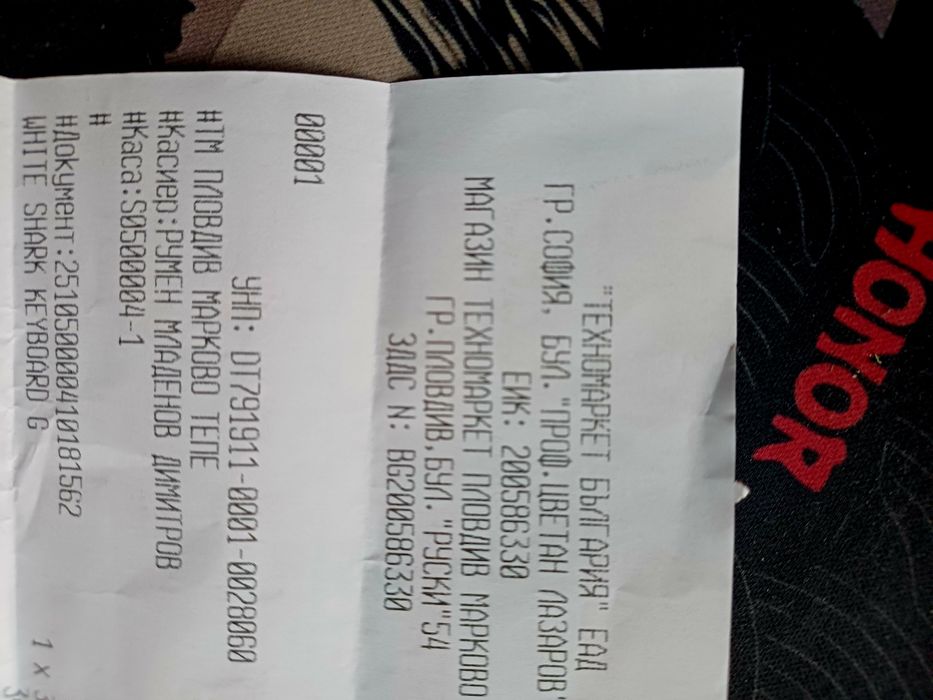 "ТЕХНОМАРКЕТ БЪЛГАРИЯ" ЕАД
ГР.СОФИЯ, БУЛ."ПРОФ.ЦВЕТАН ЛАЗАРОВ"
ЕИК: 200586330
МАГАЗИН ТЕХНОМАРКЕТ ПЛОВДИВ МАРКОВО
ГР.ПЛОВДИВ,БУЛ."РУСКИ"54
ЗДДС N: BG200586330
00001
УНП: DT791911-0001-0028060
#ТМ ПЛОВДИВ МАРКОВО ТЕПЕ
#Касиер:РУМЕН МЛАДЕНОВ ДИМИТРОВ
#Каса:S0500004-1
#
#Документ:251050000410181562
WHITE SHARK KEYBOARD G
1 x
HONOR